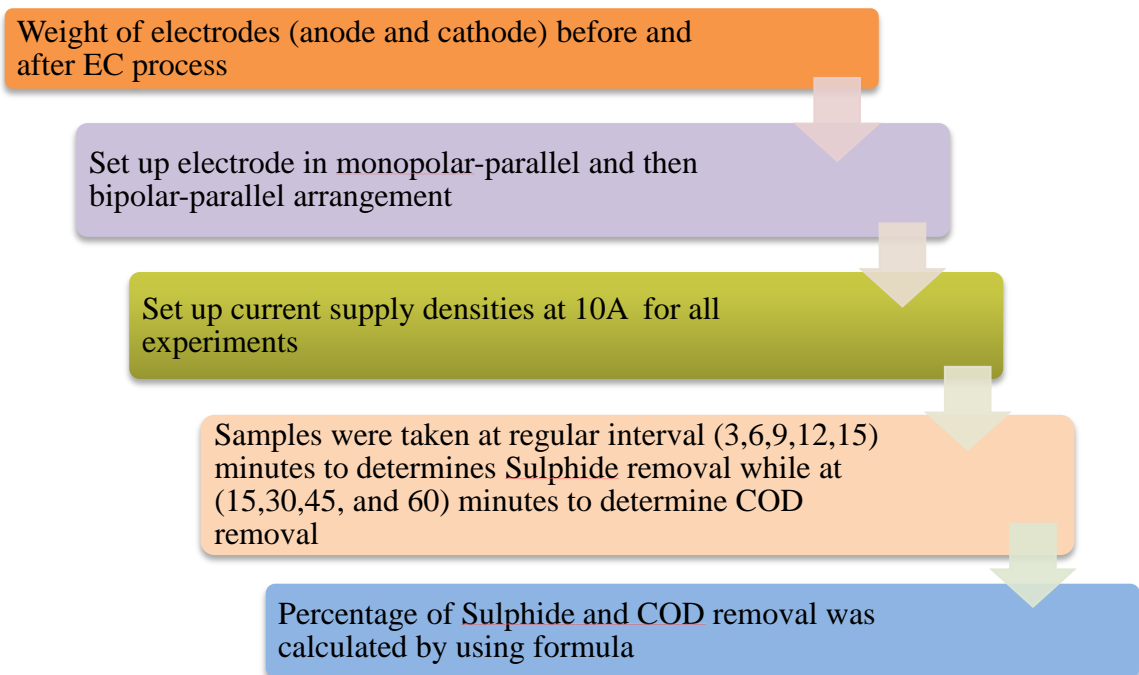 Weight of electrodes (anode and cathode) before and
after EC process
Set up electrode in monopolar-parallel and then
bipolar-parallel arrangement
Set up current supply densities at 10A  for all
experiments
Samples were taken at regular interval (3,6,9,12,15)
minutes to determines Sulphide removal while at
(15,30,45, and 60) minutes to determine COD
removal
Percentage of Sulphide and COD removal was
calculated by using formula